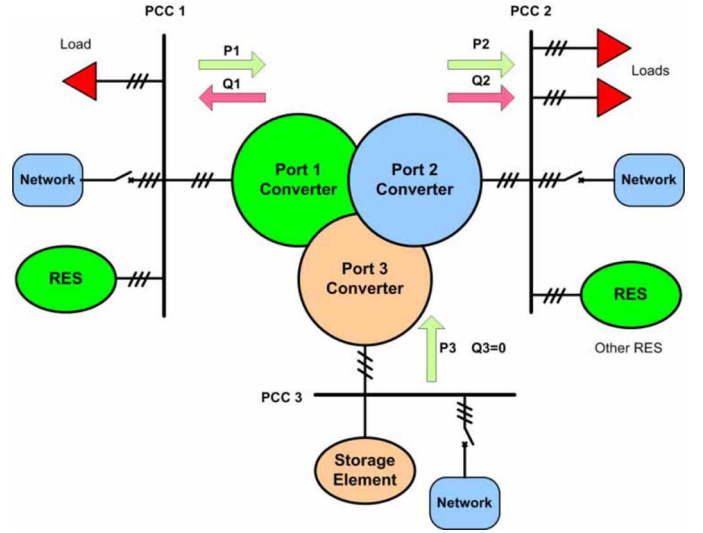 PCC 1
PCC 2
Load
P1
Q1
P2
Q2
Loads
Network
Port 1
Converter
Port 2
Converter
Network
RES
Port 3
Converter
RES
Other RES
P3 Q3=0
PCC 3
Storage
Element
Network